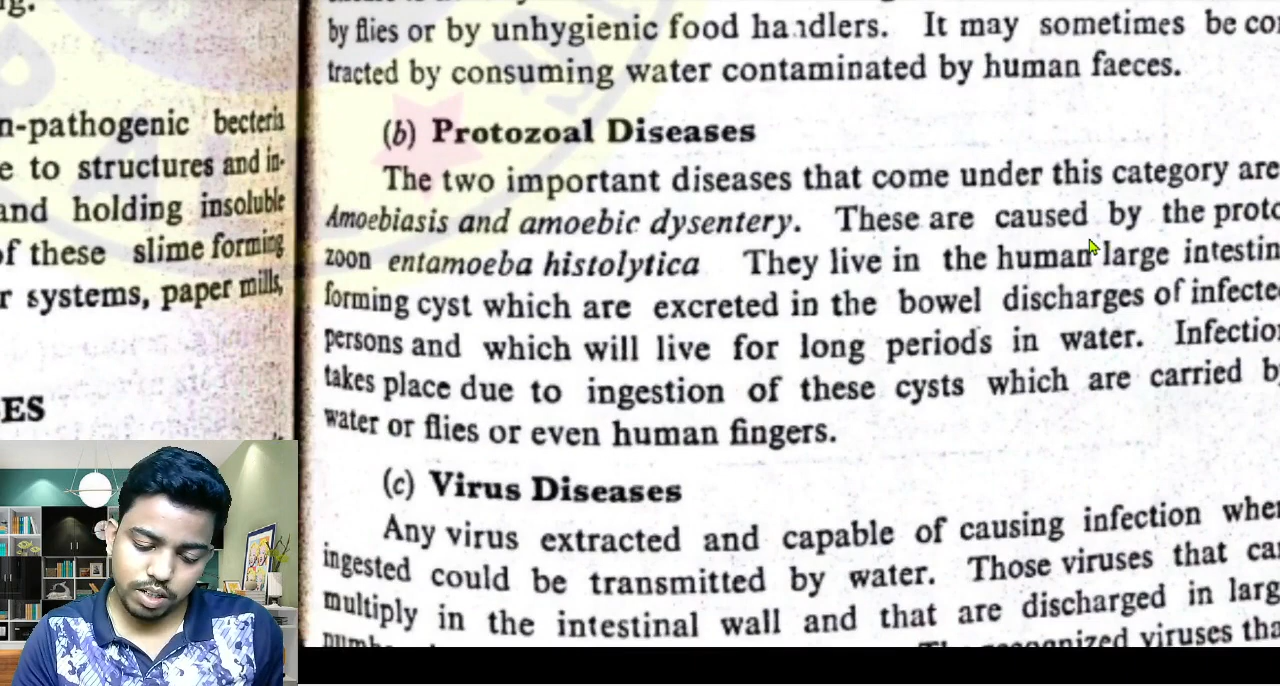 ng.
n-pathogenic becteria
e to structures and in-
and holding insoluble
of these slime forming
r systems, paper mills,
ES
by flies or by unhygienic food handlers. It may sometimes be con
tracted by consuming water contaminated by human faeces.
(b) Protozoal Diseases
The two important diseases that come under this category are
Amoebiasis and amoebic dysentery. These are caused by the proto
zoon entamoeba histolytica They live in the human large intestin
forming cyst which are excreted in the bowel discharges of infecte
persons and which will live for long periods in water. Infection
takes place due to ingestion of these cysts which are carried by
water or flies or even human fingers.
(c) Virus Diseases
Any virus extracted and capable of causing infection when
ingested could be transmitted by water. Those viruses that can
multiply in the intestinal wall and that are discharged in larg
viruses tha